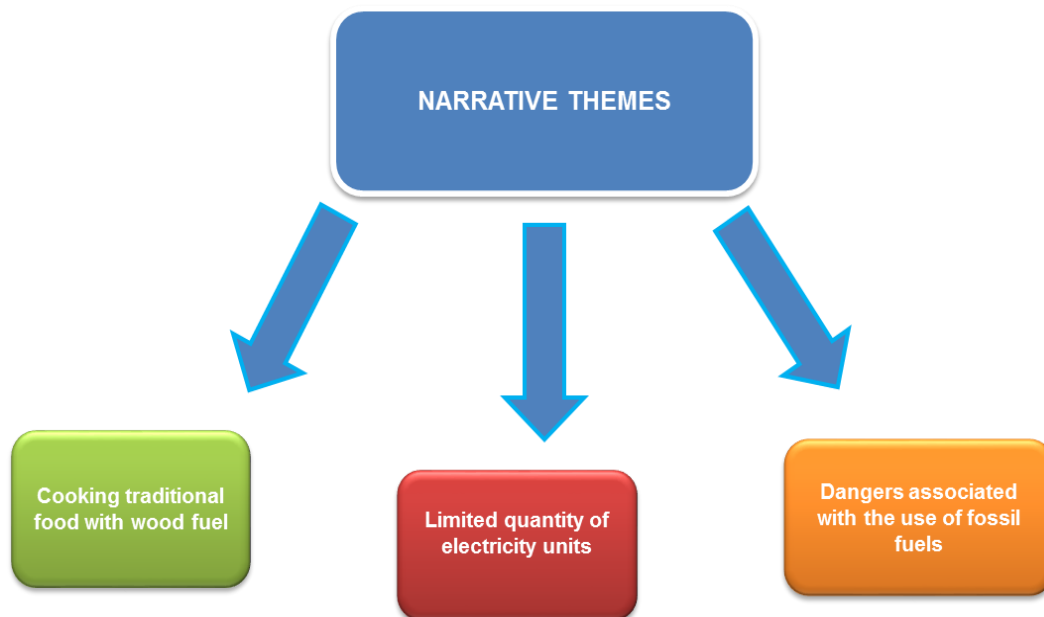 NARRATIVE THEMES
Cooking traditional
food with wood fuel
Limited quantity of
electricity units
Dangers associated
with the use of fossil
fuels